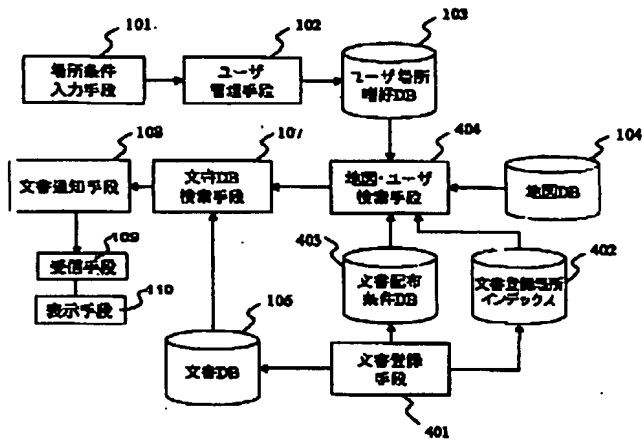 101
102
103
場所条件
入力手段
ユーザ
管理手段
ユーザ場所
嗜好DB
108
107
404
104
文書通知手段
文書DB
検索手段
地図・ユーザ
検索手段
地図DB
109
受信手段
110
表示手段
403
402
文書配布
条件DB
文書登録場所
インデックス
106
文書DB
文書登録
手段
401